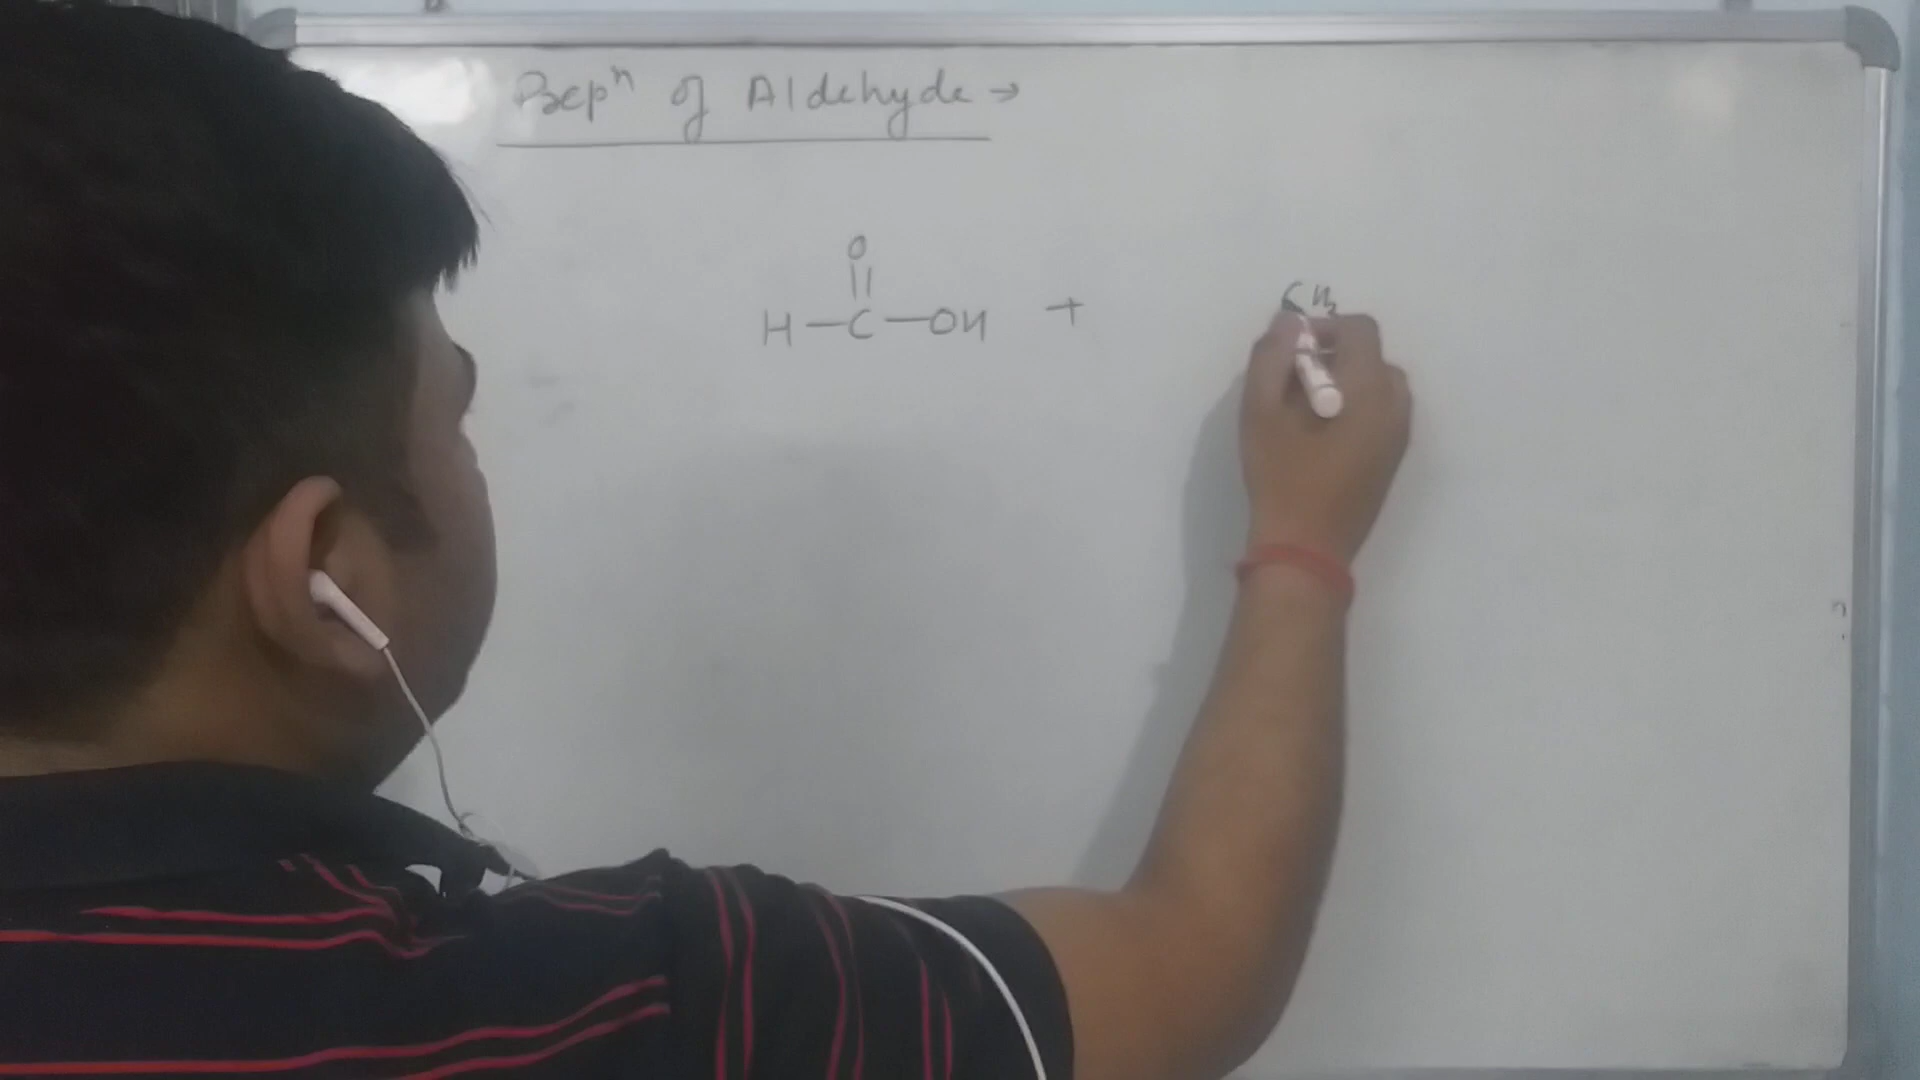 Prepⁿ of Aldehyde →
O
||
H—C—OH + CH3